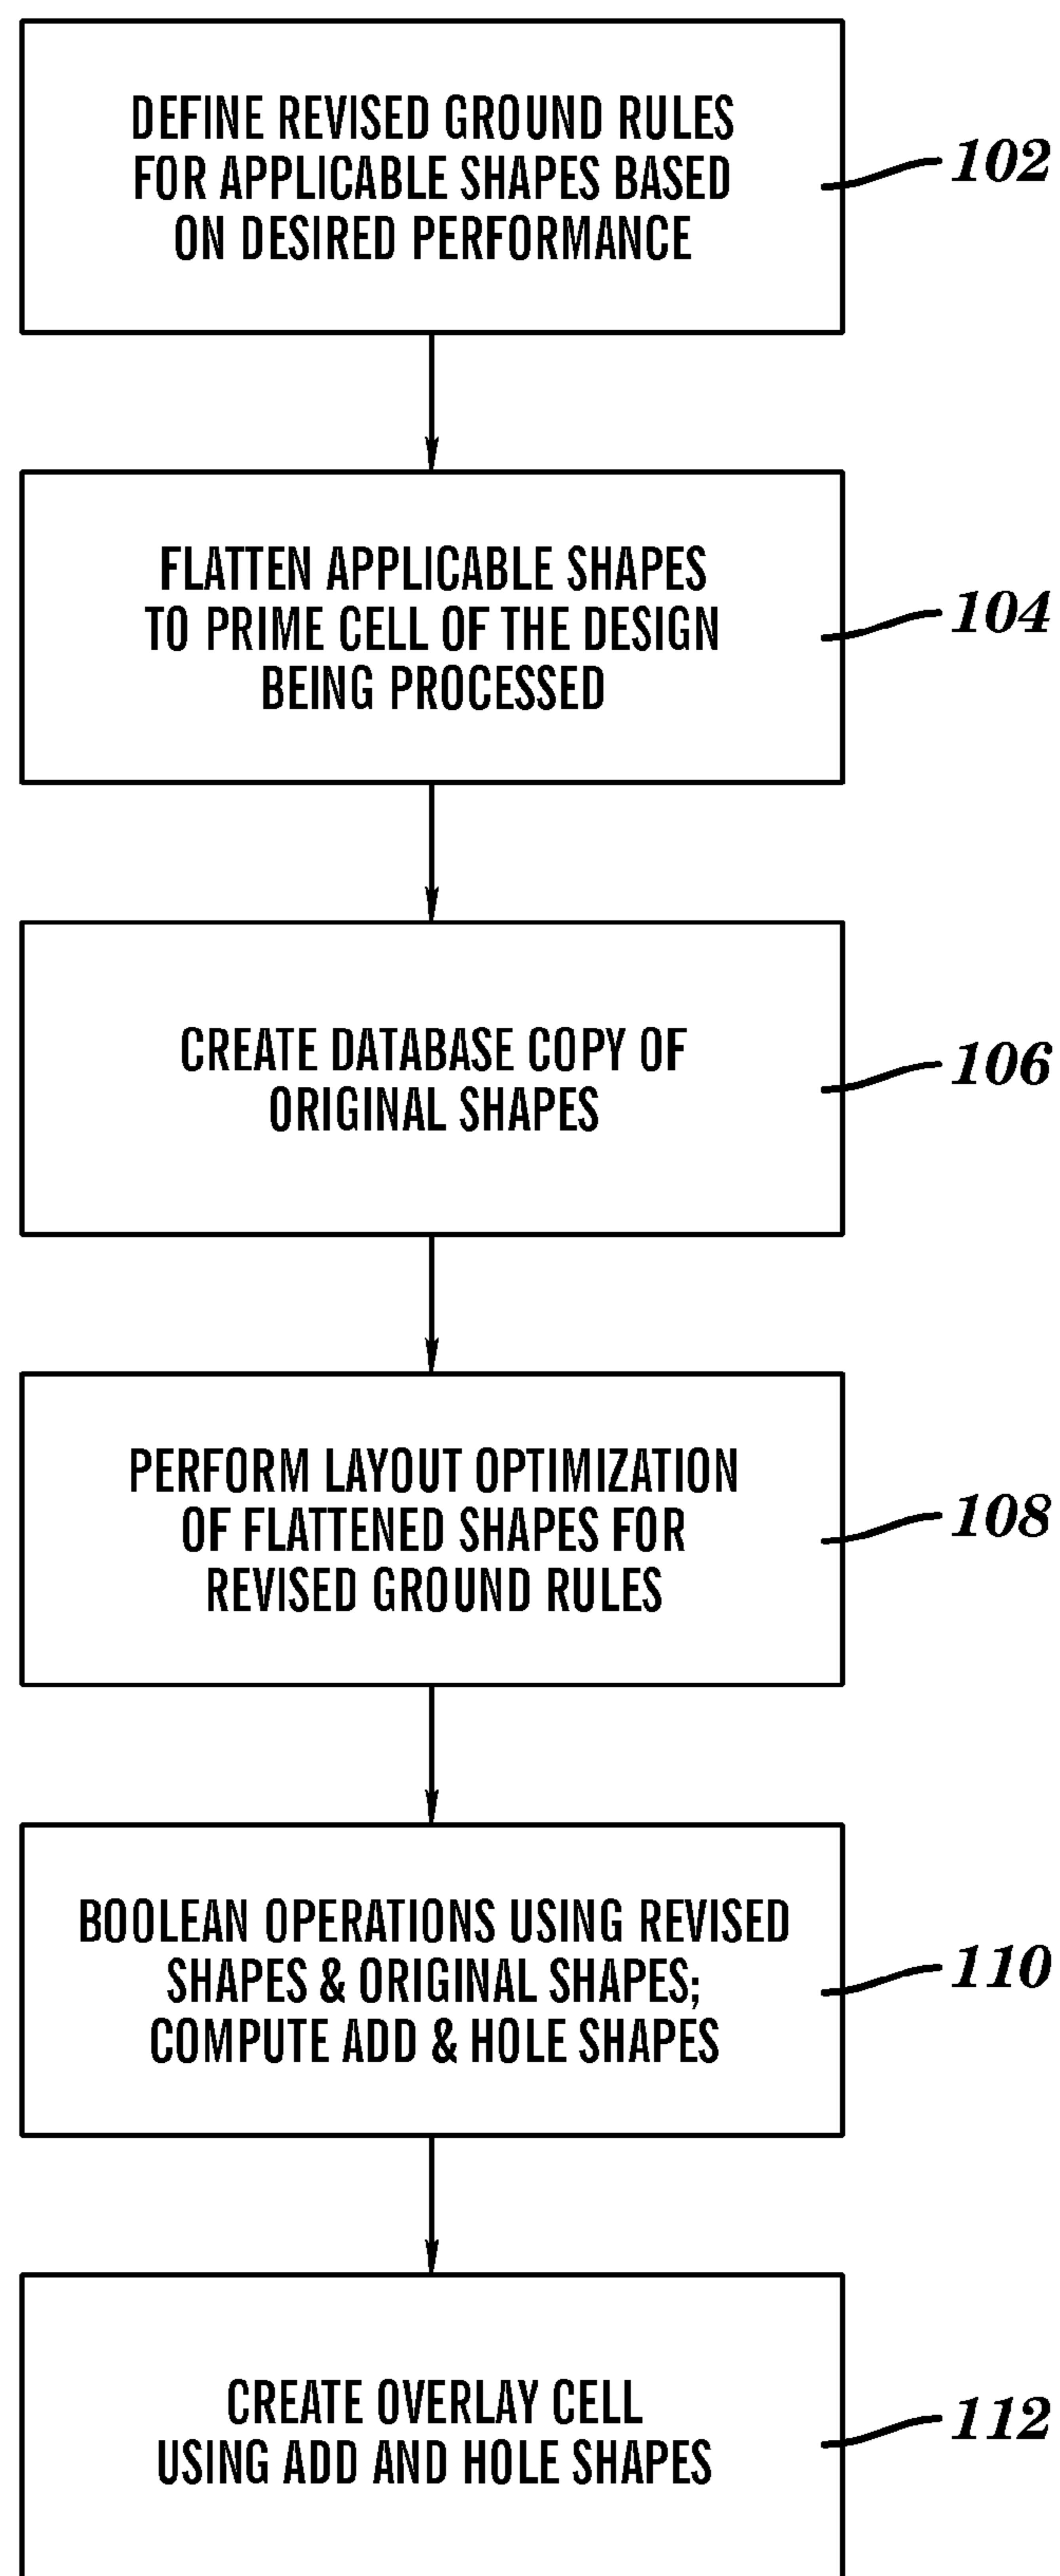 DEFINE REVISED GROUND RULES
FOR APPLICABLE SHAPES BASED
ON DESIRED PERFORMANCE
102
FLATTEN APPLICABLE SHAPES
TO PRIME CELL OF THE DESIGN
BEING PROCESSED
104
CREATE DATABASE COPY OF
ORIGINAL SHAPES
106
PERFORM LAYOUT OPTIMIZATION
OF FLATTENED SHAPES FOR
REVISED GROUND RULES
108
BOOLEAN OPERATIONS USING REVISED
SHAPES & ORIGINAL SHAPES;
COMPUTE ADD & HOLE SHAPES
110
CREATE OVERLAY CELL
USING ADD AND HOLE SHAPES
112